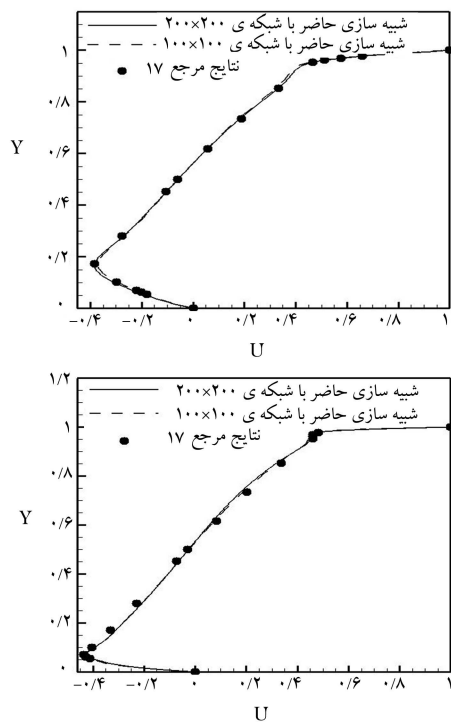 شبیه سازی حاضر با شبکه ی ۲۰۰×۲۰۰
شبیه سازی حاضر با شبکه ی ۱۰۰×۱۰۰
نتایج مرجع ۱۷
۱
۰/۸
۰/۶
۰/۴
۰/۲
۰
Y
−۰/۴ −۰/۲ ۰ ۰/۲ ۰/۴ ۰/۶ ۰/۸ ۱
U
۱/۲
شبیه سازی حاضر با شبکه ی ۲۰۰×۲۰۰
شبیه سازی حاضر با شبکه ی ۱۰۰×۱۰۰
نتایج مرجع ۱۷
۱
۰/۸
۰/۶
۰/۴
۰/۲
۰
Y
−۰/۴ −۰/۲ ۰ ۰/۲ ۰/۴ ۰/۶ ۰/۸ ۱
U